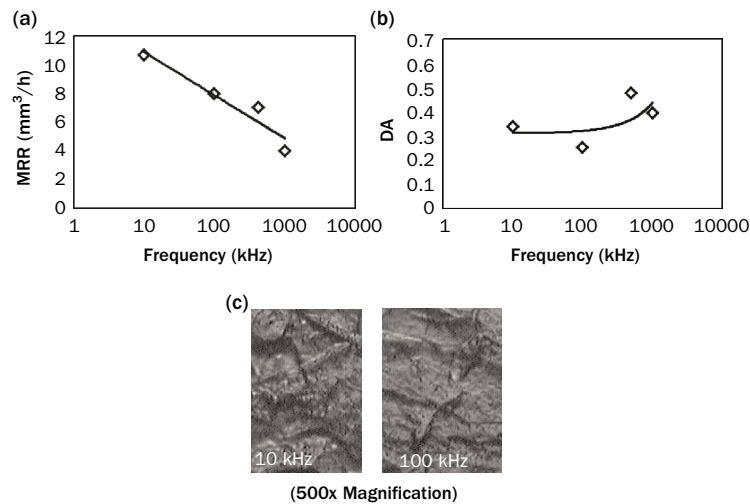 (a)
12
10
8
6
4
2
0
MRR (mm³/h)
1 10 100 1000 10000
Frequency (kHz)
(b)
0.7
0.6
0.5
0.4
0.3
0.2
0.1
0
DA
1 10 100 1000 10000
Frequency (kHz)
(c)
10 kHz
100 kHz
(500x Magnification)